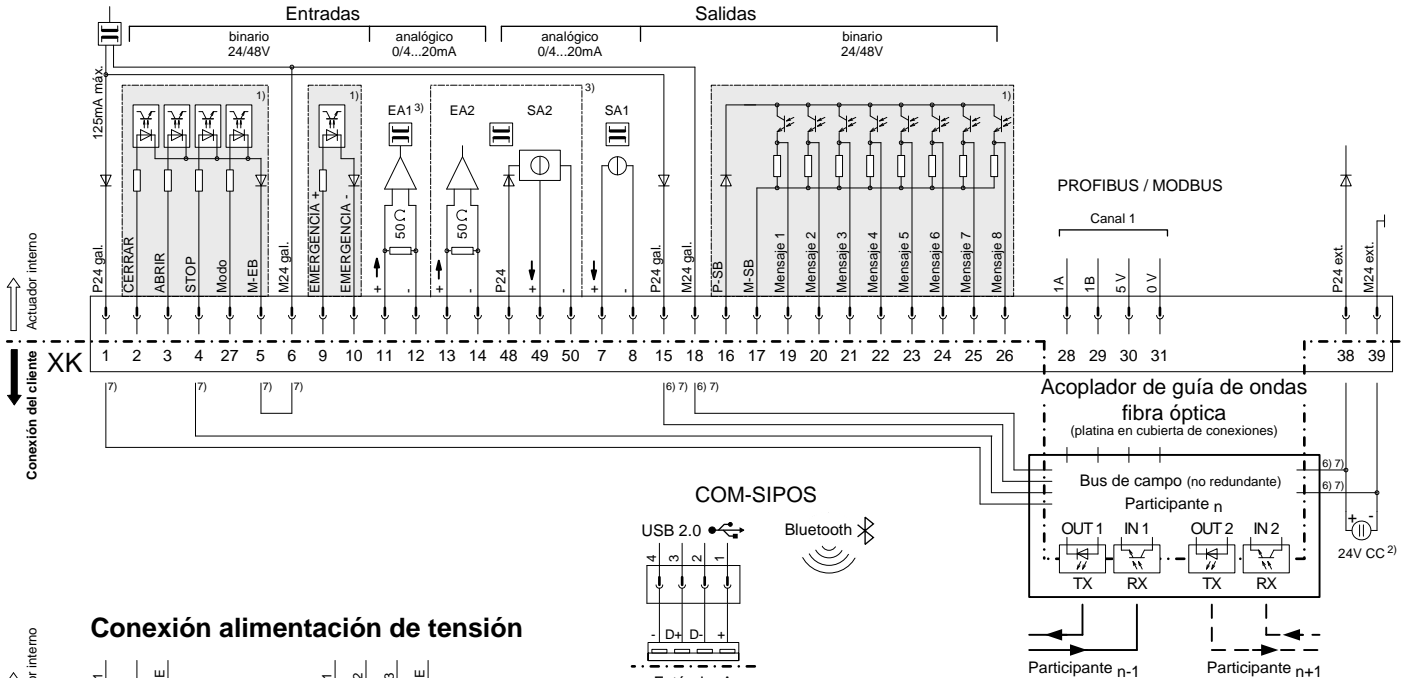 Entradas
Salidas
binario
24/48V
analógico
0/4...20mA
analógico
0/4...20mA
binario
24/48V
125mA máx.
1)
1)
EA1 3)
EA2
SA2
3)
SA1
1)
50Ω
50Ω
PROFIBUS / MODBUS
Canal 1
Actuador interno
P24 gal.
CERRAR
ABRIR
STOP
Modo
M-EB
M24 gal.
EMERGENCIA +
EMERGENCIA -
+
-
+
-
P24
+
-
+
-
P24 gal.
M24 gal.
P-SB
M-SB
Mensaje 1
Mensaje 2
Mensaje 3
Mensaje 4
Mensaje 5
Mensaje 6
Mensaje 7
Mensaje 8
1A
1B
5 V
0 V
P24 ext.
M24 ext.
Conexión del cliente
XK 1 2 3 4 27 5 6 9 10 11 12 13 14 48 49 50 7 8 15 18 16 17 19 20 21 22 23 24 25 26 28 29 30 31 38 39
7) 7) 7) 7) 6) 7) 6) 7)
Acoplador de guía de ondas
fibra óptica
(platina en cubierta de conexiones)
6) 7)
6) 7)
Bus de campo (no redundante)
Participante n
OUT 1 IN 1 OUT 2 IN 2
TX RX TX RX
+ -
24V CC 2)
Participante n-1
Participante n+1
COM-SIPOS
USB 2.0
Bluetooth
4 3 2 1
- D+ D- +
Conexión alimentación de tensión